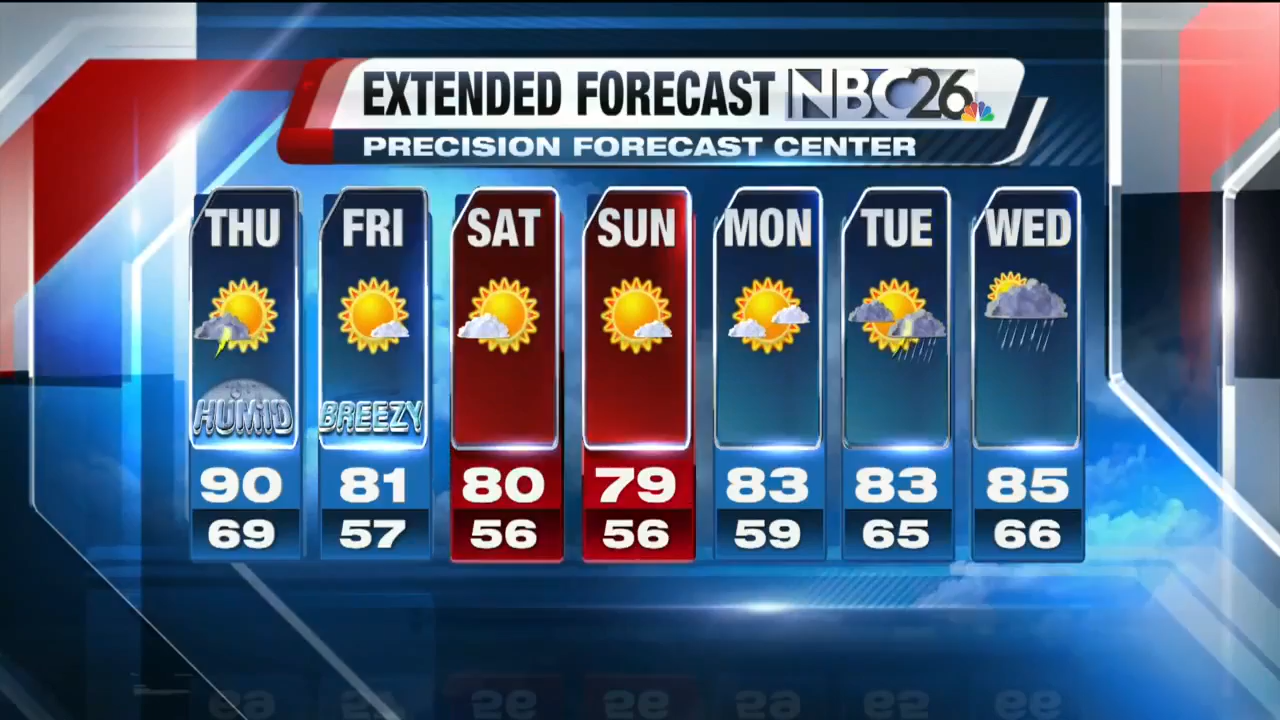 EXTENDED FORECAST NBC26
PRECISION FORECAST CENTER
THU FRI SAT SUN MON TUE WED
HUMID BREEZY
90 81 80 79 83 83 85
69 57 56 56 59 65 66